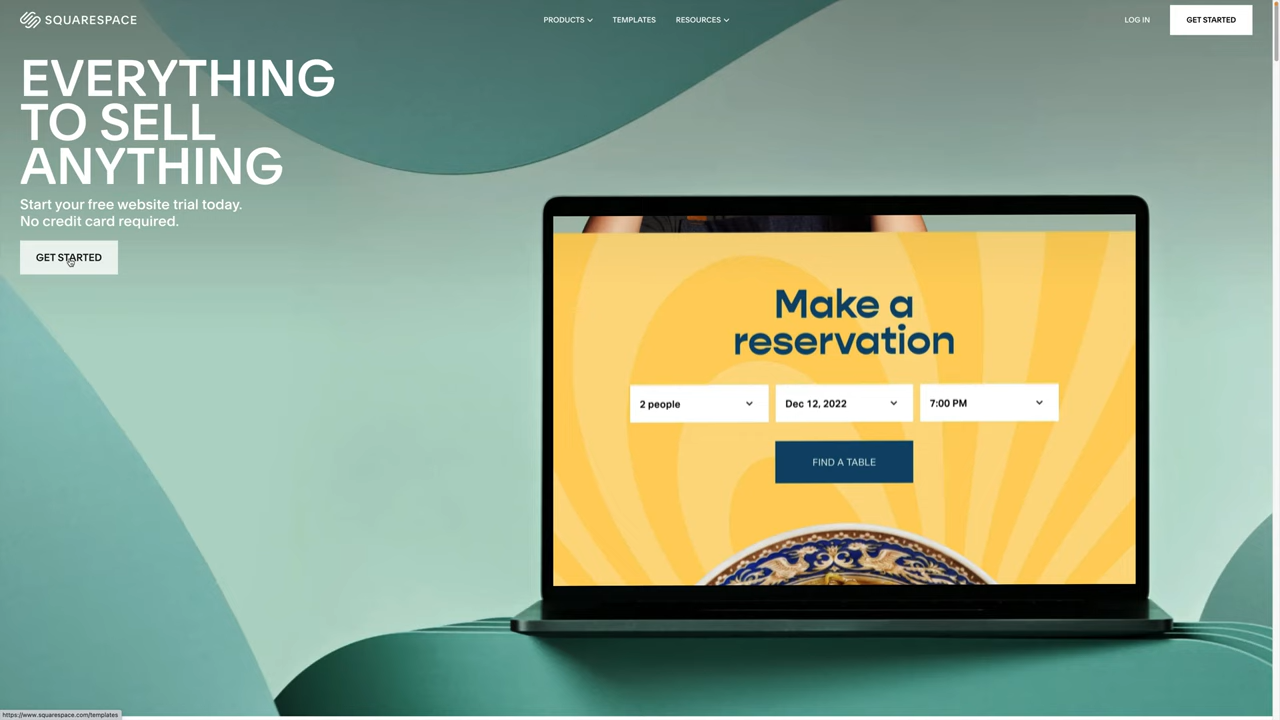 SQUARESPACE
PRODUCTS
TEMPLATES
RESOURCES
LOG IN
GET STARTED
EVERYTHING
TO SELL
ANYTHING
Start your free website trial today.
No credit card required.
GET STARTED
Make a
reservation
2 people
Dec 12, 2022
7:00 PM
FIND A TABLE
https://www.squarespace.com/templates